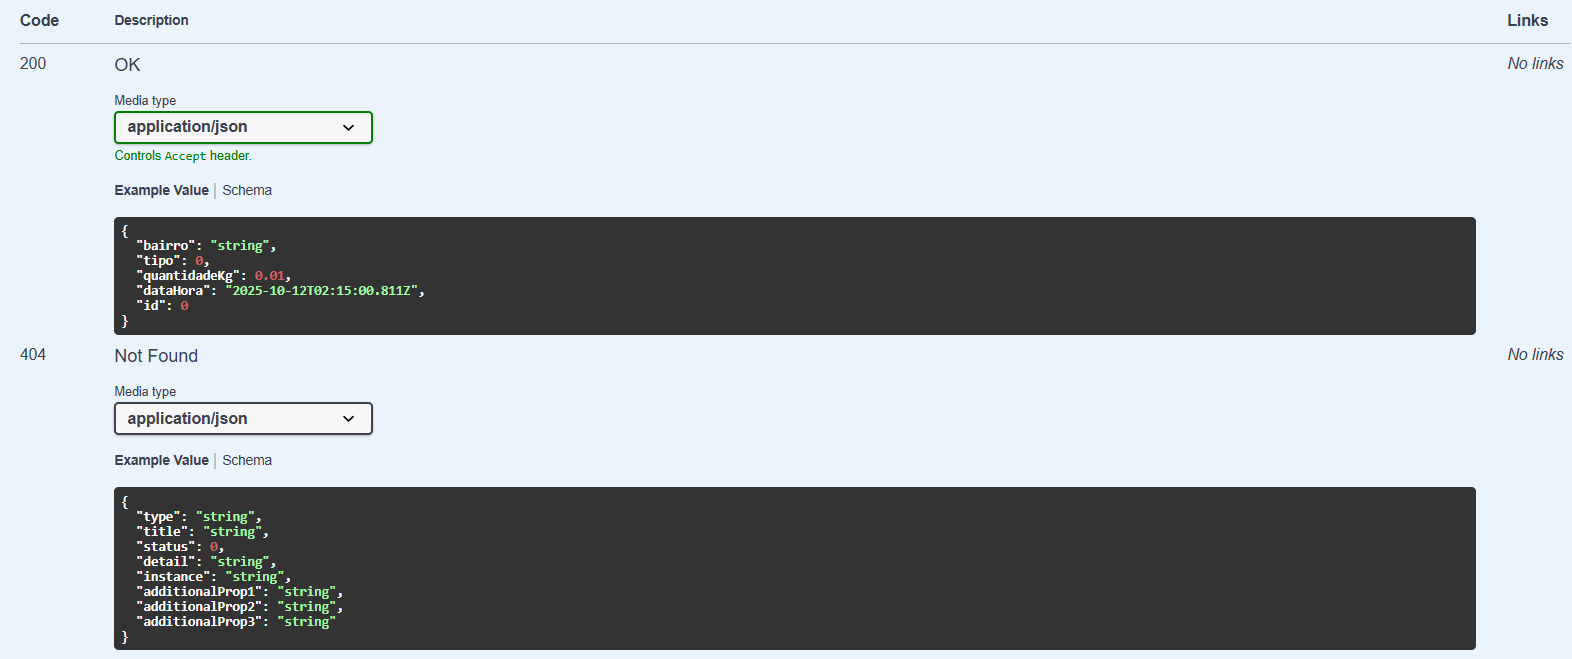 Code Description Links
200 OK No links
Media type
application/json
Controls Accept header.
Example Value | Schema
{
  "bairro": "string",
  "tipo": 0,
  "quantidadeKg": 0.01,
  "dataHora": "2025-10-12T02:15:00.811Z",
  "id": 0
}
404 Not Found No links
Media type
application/json
Example Value | Schema
{
  "type": "string",
  "title": "string",
  "status": 0,
  "detail": "string",
  "instance": "string",
  "additionalProp1": "string",
  "additionalProp2": "string",
  "additionalProp3": "string"
}